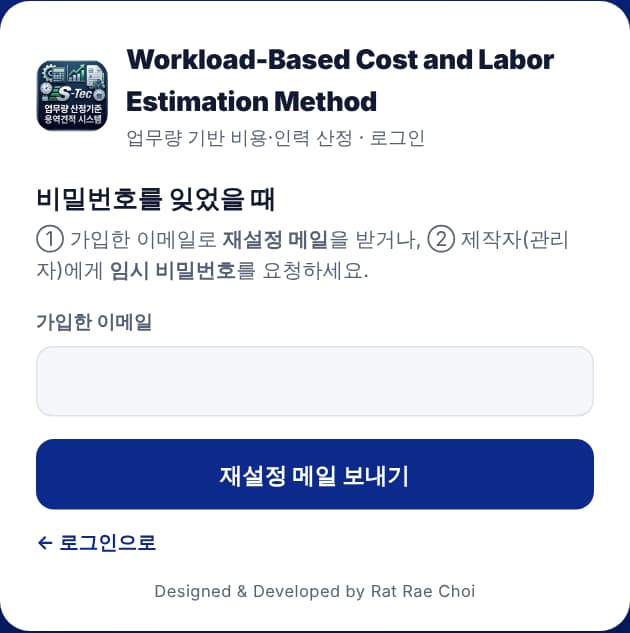 Workload-Based Cost and Labor
Estimation Method
업무량 기반 비용·인력 산정 · 로그인
S-Tec
업무량 산정기준
용역견적 시스템
비밀번호를 잊었을 때
① 가입한 이메일로 재설정 메일을 받거나, ② 제작자(관리
자)에게 임시 비밀번호를 요청하세요.
가입한 이메일
재설정 메일 보내기
← 로그인으로
Designed & Developed by Rat Rae Choi